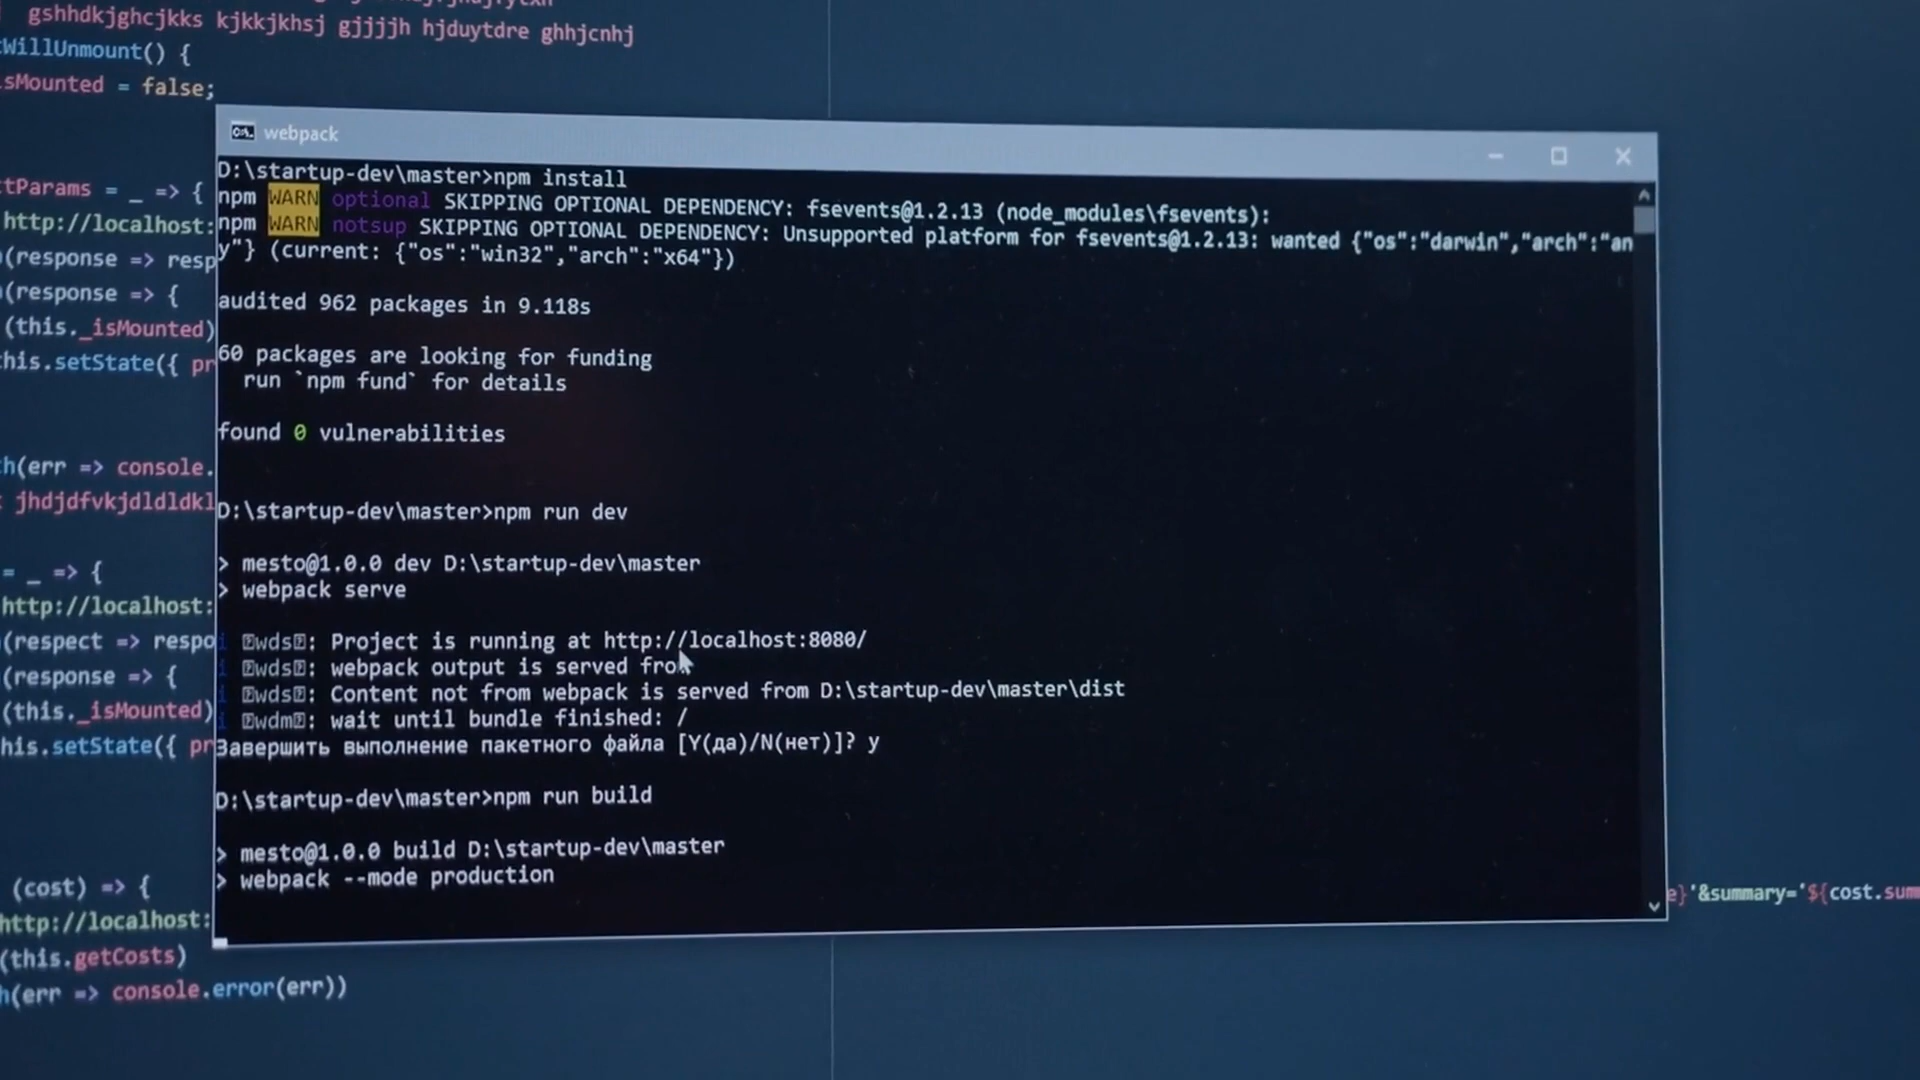 gshhdkjghcjkks kjkkjkhsj gjjjjh hjduytdre ghhjcnhj
WillUnmount() {
sMounted = false;
tParams = _ => {
http://localhost:
(response => resp
(response => {
(this._isMounted)
his.setState({ pr
h(err => console.
jhdjdfvkjdldldkl
= _ => {
http://localhost:
(respect => respo
(response => {
(this._isMounted)
his.setState({ pr
(cost) => {
http://localhost:
(this.getCosts)
h(err => console.error(err))
webpack
D:\startup-dev\master>npm install
npm WARN optional SKIPPING OPTIONAL DEPENDENCY: fsevents@1.2.13 (node_modules\fsevents):
npm WARN notsup SKIPPING OPTIONAL DEPENDENCY: Unsupported platform for fsevents@1.2.13: wanted {"os":"darwin","arch":"an
y"} (current: {"os":"win32","arch":"x64"})
audited 962 packages in 9.118s
60 packages are looking for funding
run `npm fund` for details
found 0 vulnerabilities
D:\startup-dev\master>npm run dev
> mesto@1.0.0 dev D:\startup-dev\master
> webpack serve
i wds: Project is running at http://localhost:8080/
i wds: webpack output is served from
i wds: Content not from webpack is served from D:\startup-dev\master\dist
i wdm: wait until bundle finished: /
Завершить выполнение пакетного файла [Y(да)/N(нет)]? y
D:\startup-dev\master>npm run build
> mesto@1.0.0 build D:\startup-dev\master
> webpack --mode production
e}'&summary='${cost.summ